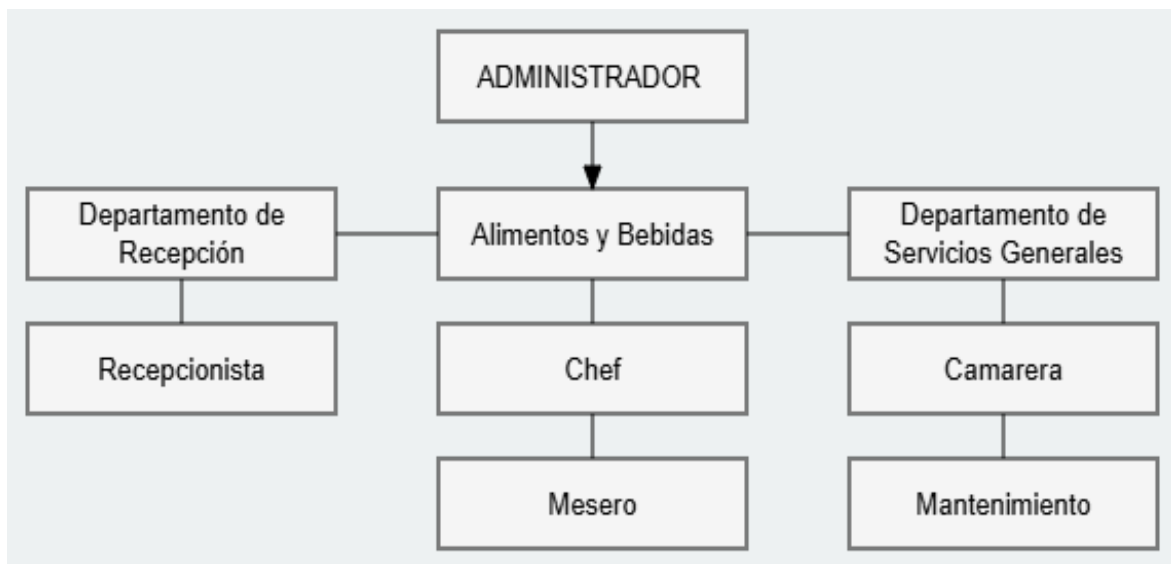 ADMINISTRADOR
Departamento de
Recepción
Alimentos y Bebidas
Departamento de
Servicios Generales
Recepcionista
Chef
Camarera
Mesero
Mantenimiento